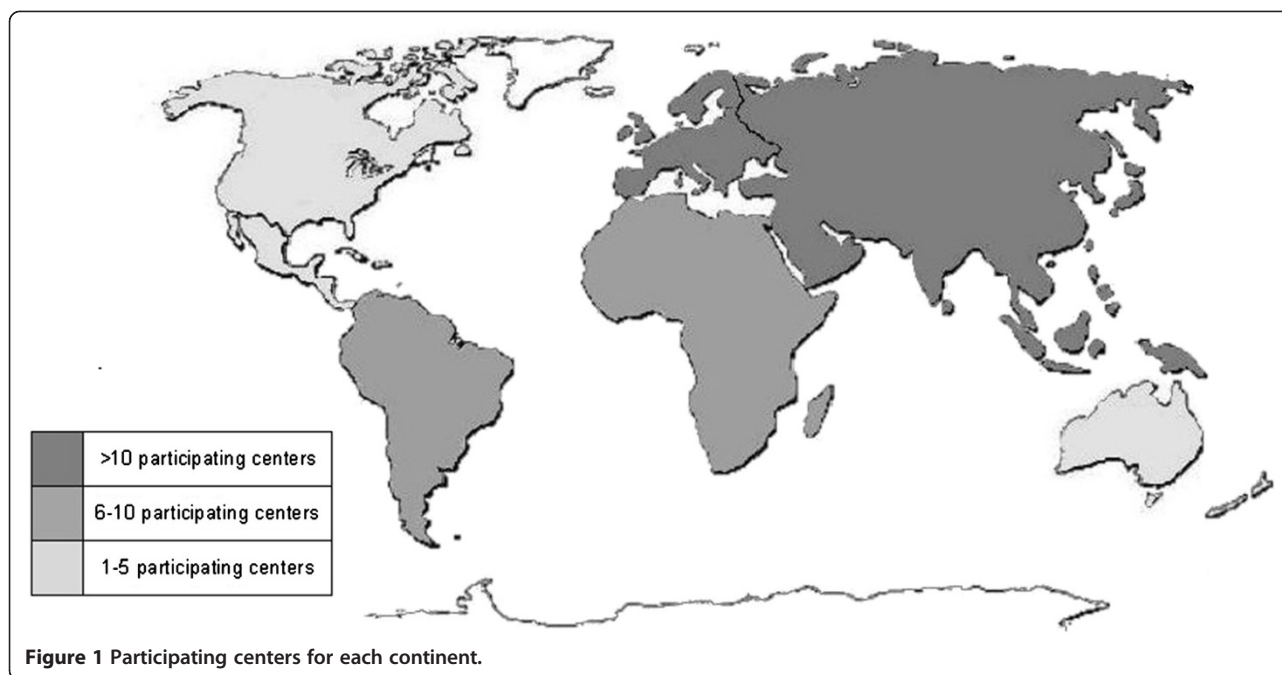 >10 participating centers
6-10 participating centers
1-5 participating centers
Figure 1 Participating centers for each continent.